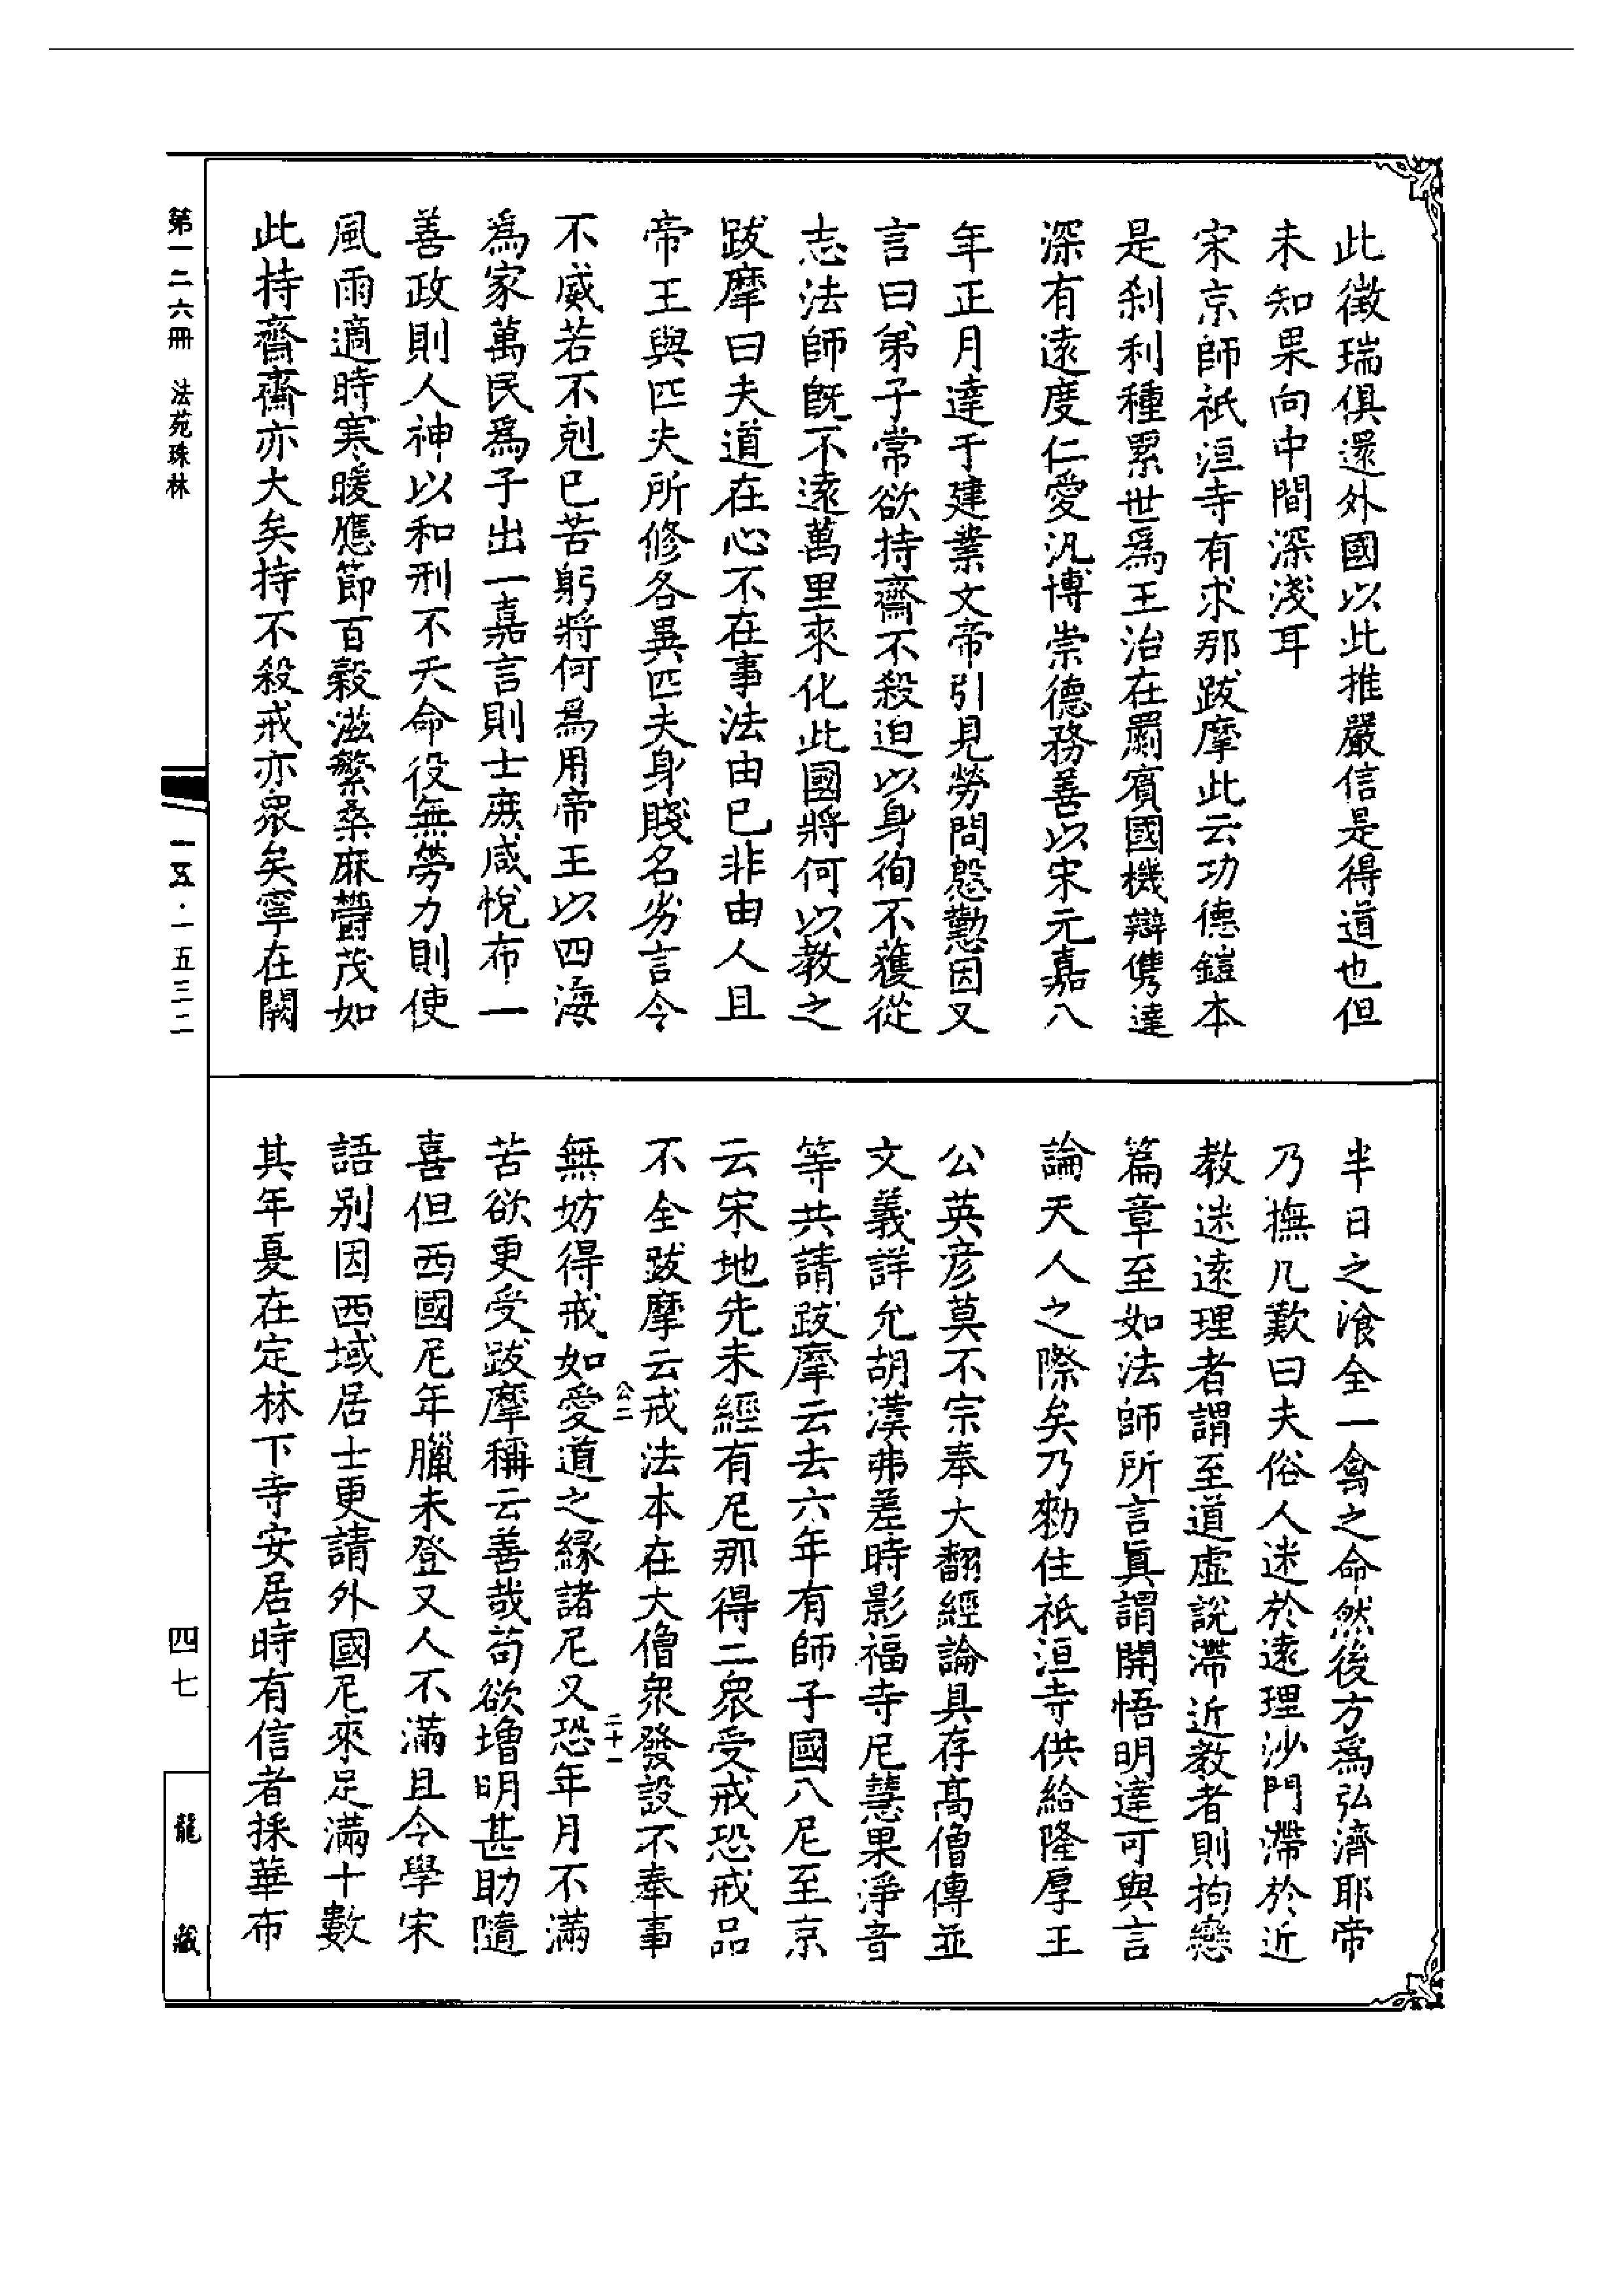 此徵瑞俱還外國以此推嚴信是得道也但
未知果向中間深淺耳
宋京師祇洹寺有求那跋摩此云功德鎧本
是刹利種累世爲王治在罽賓國機辯儁達
深有遠度仁愛汎博崇德務善以宋元嘉八
年正月達于建業文帝引見勞問慇懃因又
言曰弟子常欲持齋不殺迫以身徇不獲從
志法師旣不遠萬里來化此國將何以教之
跋摩曰夫道在心不在事法由已非由人且
帝王與匹夫所修各異匹夫身賤名劣言令
不威若不剋已苦躬將何爲用帝王以四海
爲家萬民爲子出一嘉言則士庶咸悅布一
善政則人神以和刑不夭命役無勞力則使
風雨適時寒暖應節百穀滋繁桑麻鬱茂如
此持齋齋亦大矣持不殺戒亦衆矣寧在闕
半日之飡全一禽之命然後方爲弘濟耶帝
乃撫几歎曰夫俗人迷於遠理沙門滯於近
教迷遠理者謂至道虛說滯近教者則拘戀
篇章至如法師所言眞謂開悟明達可與言
論天人之際矣乃勑住祇洹寺供給隆厚王
公英彥莫不宗奉大翻經論具存高僧傳並
文義詳允胡漢弗差時影福寺尼慧果淨音
等共請跋摩云去六年有師子國八尼至京
云宋地先未經有尼那得二衆受戒恐戒品
不全跋摩云戒法本在大僧衆發設不奉事
公二
二十一
無妨得戒如愛道之緣諸尼又恐年月不滿
苦欲更受跋摩稱云善哉苟欲增明甚助隨
喜但西國尼年臘未登又人不滿且令學宋
語别因西域居士更請外國尼來足滿十數
其年夏在定林下寺安居時有信者採華布
第一二六冊　法苑珠林
一五·一五三二
四七
龍藏